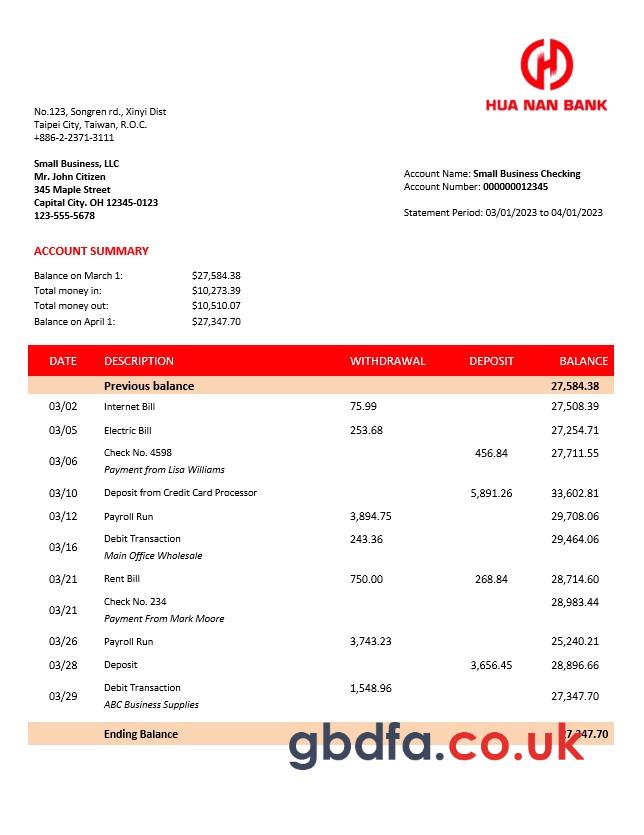 HUA NAN BANK
No.123, Songren rd., Xinyi Dist
Taipei City, Taiwan, R.O.C.
+886-2-2371-3111
Small Business, LLC
Mr. John Citizen
345 Maple Street
Capital City. OH 12345-0123
123-555-5678
Account Name: Small Business Checking
Account Number: 000000012345
Statement Period: 03/01/2023 to 04/01/2023
ACCOUNT SUMMARY
Balance on March 1: $27,584.38
Total money in: $10,273.39
Total money out: $10,510.07
Balance on April 1: $27,347.70
DATE DESCRIPTION WITHDRAWAL DEPOSIT BALANCE
Previous balance 27,584.38
03/02 Internet Bill 75.99 27,508.39
03/05 Electric Bill 253.68 27,254.71
03/06 Check No. 4598 456.84 27,711.55
Payment from Lisa Williams
03/10 Deposit from Credit Card Processor 5,891.26 33,602.81
03/12 Payroll Run 3,894.75 29,708.06
03/16 Debit Transaction 243.36 29,464.06
Main Office Wholesale
03/21 Rent Bill 750.00 268.84 28,714.60
03/21 Check No. 234 28,983.44
Payment From Mark Moore
03/26 Payroll Run 3,743.23 25,240.21
03/28 Deposit 3,656.45 28,896.66
03/29 Debit Transaction 1,548.96 27,347.70
ABC Business Supplies
Ending Balance 27,347.70
gbdfa.co.uk